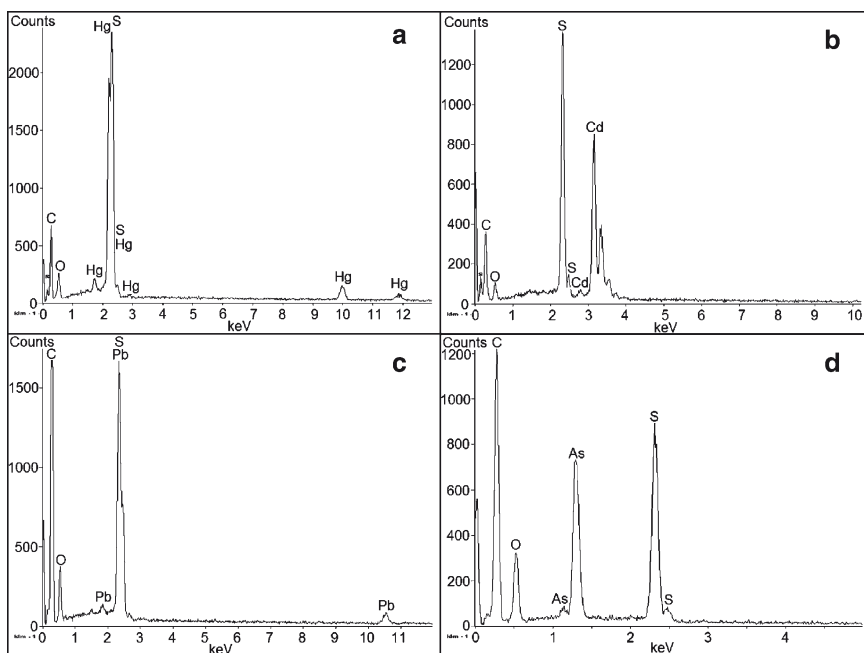 Counts
a
S
Hg
2000
1500
1000
C
500
S
Hg
O
Hg
Hg
Hg
Hg
0
0 1 2 3 4 5 6 7 8 9 10 11 12
keV
Counts
b
S
1200
1000
Cd
800
600
400
C
200
S
O
Cd
0
0 1 2 3 4 5 6 7 8 9 10
keV
Counts
c
C
S
Pb
1500
1000
500
O
Pb
Pb
0
0 1 2 3 4 5 6 7 8 9 10 11
keV
Counts
d
1200
C
1000
S
800
As
600
400
O
200
As
S
0
0 1 2 3 4
keV